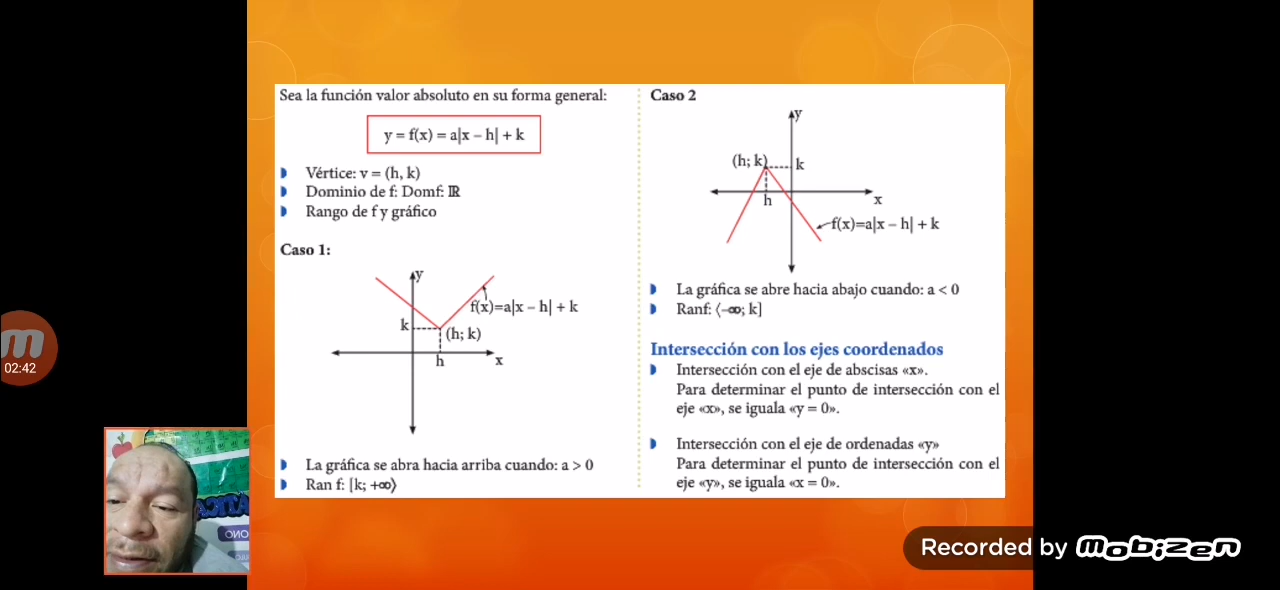 Sea la función valor absoluto en su forma general:
y = f(x) = a|x – h| + k
Vértice: v = (h, k)
Dominio de f: Domf: ℝ
Rango de f y gráfico
Caso 1:
y
f(x)=a|x – h| + k
k
(h; k)
h
x
La gráfica se abra hacia arriba cuando: a > 0
Ran f: [k; +∞⟩
Caso 2
y
(h; k)
k
h
x
f(x)=a|x – h| + k
La gráfica se abre hacia abajo cuando: a < 0
Ranf: ⟨–∞; k]
Intersección con los ejes coordenados
Intersección con el eje de abscisas «x».
Para determinar el punto de intersección con el
eje «x», se iguala «y = 0».
Intersección con el eje de ordenadas «y»
Para determinar el punto de intersección con el
eje «y», se iguala «x = 0».
m
02:42
ONO
Recorded by mobizen